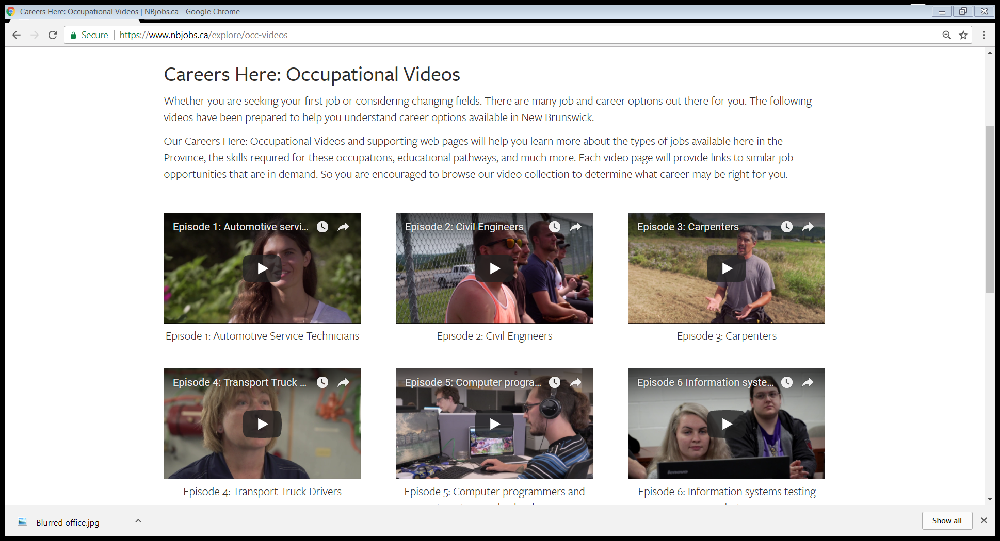 Careers Here: Occupational Videos | NBjobs.ca - Google Chrome
Secure https://www.nbjobs.ca/explore/occ-videos
Careers Here: Occupational Videos
Whether you are seeking your first job or considering changing fields. There are many job and career options out there for you. The following
videos have been prepared to help you understand career options available in New Brunswick.
Our Careers Here: Occupational Videos and supporting web pages will help you learn more about the types of jobs available here in the
Province, the skills required for these occupations, educational pathways, and much more. Each video page will provide links to similar job
opportunities that are in demand. So you are encouraged to browse our video collection to determine what career may be right for you.
Episode 1: Automotive servi...
Episode 2: Civil Engineers
Episode 3: Carpenters
Episode 1: Automotive Service Technicians
Episode 2: Civil Engineers
Episode 3: Carpenters
Episode 4: Transport Truck ...
Episode 5: Computer progra...
Episode 6 Information syste...
lenovo
Episode 4: Transport Truck Drivers
Episode 5: Computer programmers and
Episode 6: Information systems testing
Blurred office.jpg
Show all